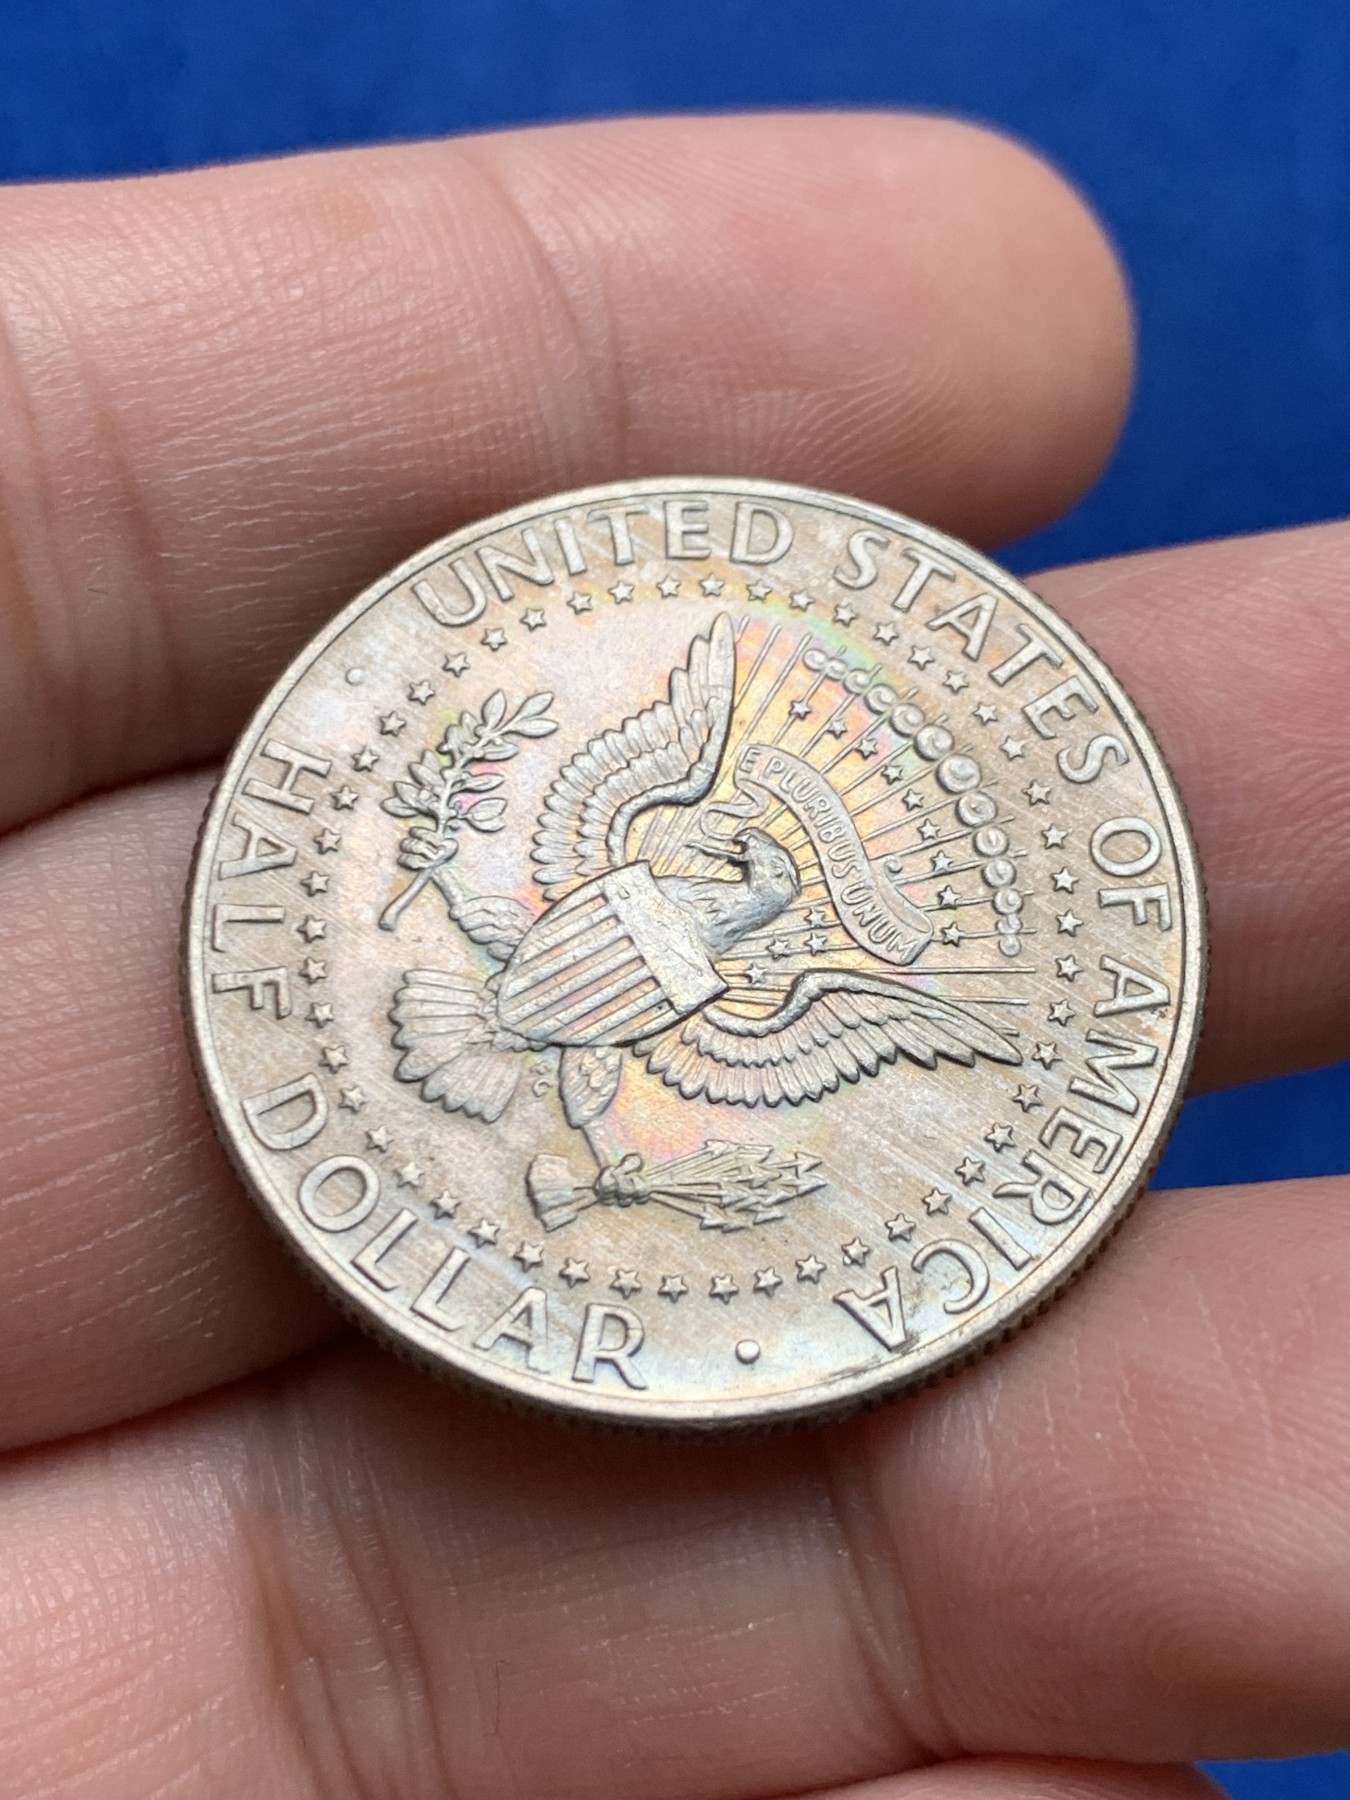 UNITED STATES OF AMERICA
E PLURIBUS UNUM
HALF DOLLAR